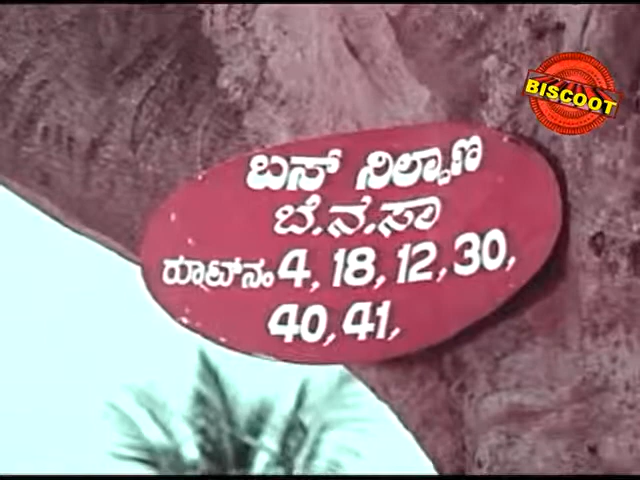 BISCOOT
ಬಸ್ ನಿಲ್ದಾಣ
ಬೆ.ನ.ಸಾ
ರೂಟ್ ನಂ 4, 18, 12, 30,
40, 41,